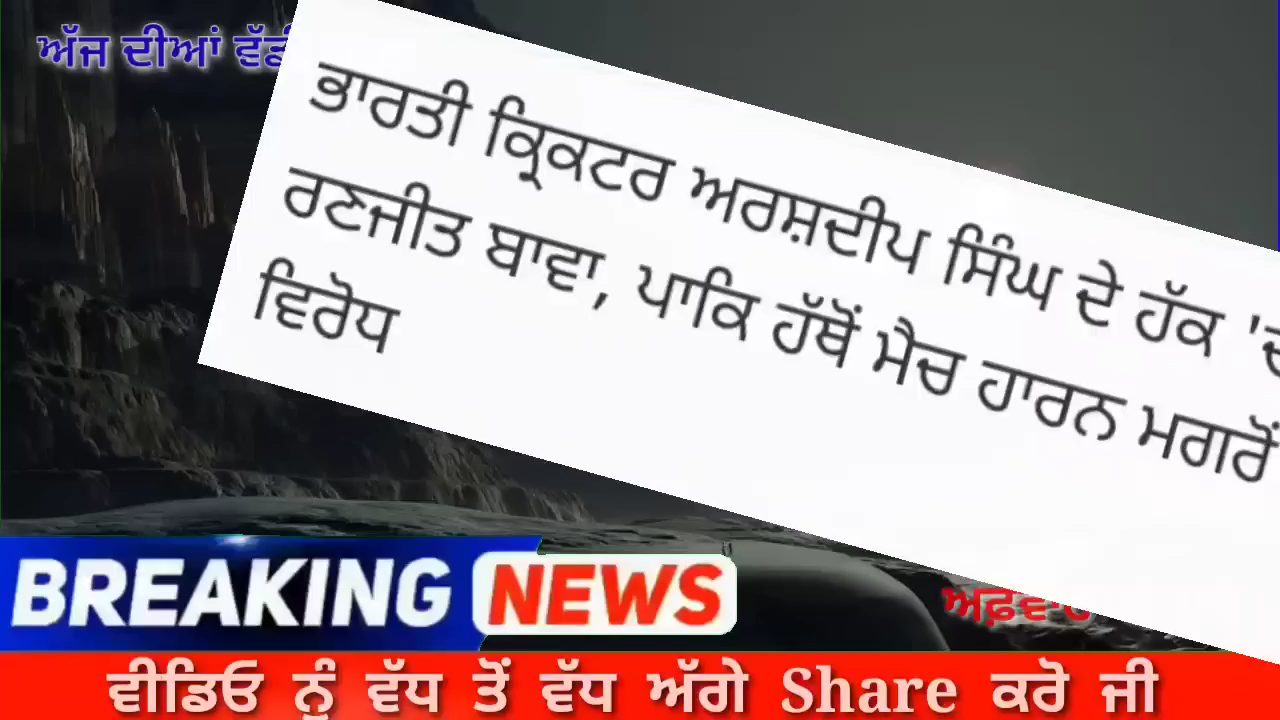 ਅੱਜ ਦੀਆਂ
ਭਾਰਤੀ ਕ੍ਰਿਕਟਰ ਅਰਸ਼ਦੀਪ ਸਿੰਘ ਦੇ ਹੱਕ
ਰਣਜੀਤ ਬਾਵਾ, ਪਾਕਿ ਹੱਥੋਂ ਮੈਚ ਹਾਰਨ ਮਗਰੋਂ
ਵਿਰੋਧ
BREAKING NEWS
ਵੀਡਿਓ ਨੂੰ ਵੱਧ ਤੋਂ ਵੱਧ ਅੱਗੇ Share ਕਰੋ ਜੀ